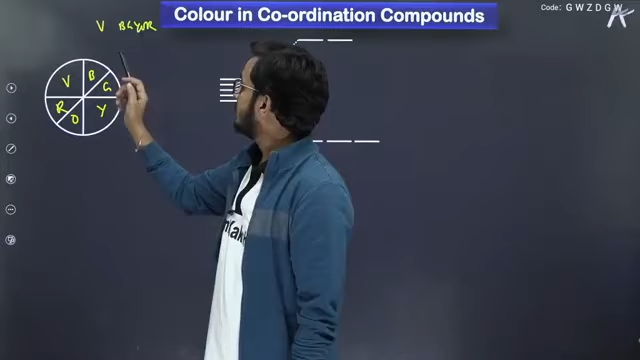 Colour in Co-ordination Compounds
Code: G W Z D G W
V BGYOR
V
B
G
R
O
Y